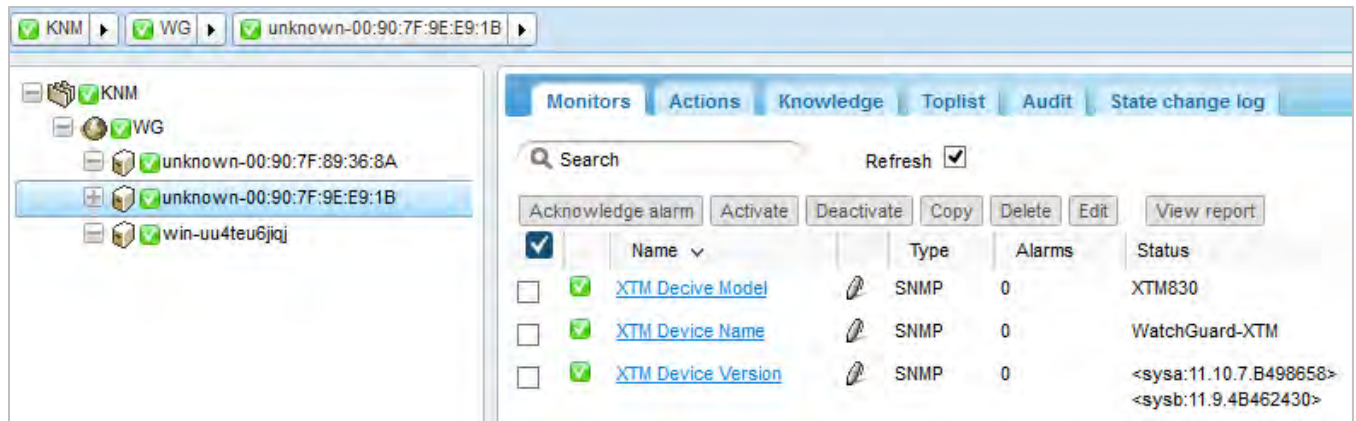 KNM WG unknown-00:90:7F:9E:E9:1B
KNM
WG
unknown-00:90:7F:89:36:8A
unknown-00:90:7F:9E:E9:1B
win-uu4teu6jiqj
Monitors Actions Knowledge Toplist Audit State change log
Search Refresh
Acknowledge alarm Activate Deactivate Copy Delete Edit View report
Name Type Alarms Status
XTM Decive Model SNMP 0 XTM830
XTM Device Name SNMP 0 WatchGuard-XTM
XTM Device Version SNMP 0 <sysa:11.10.7.B498658>
<sysb:11.9.4B462430>